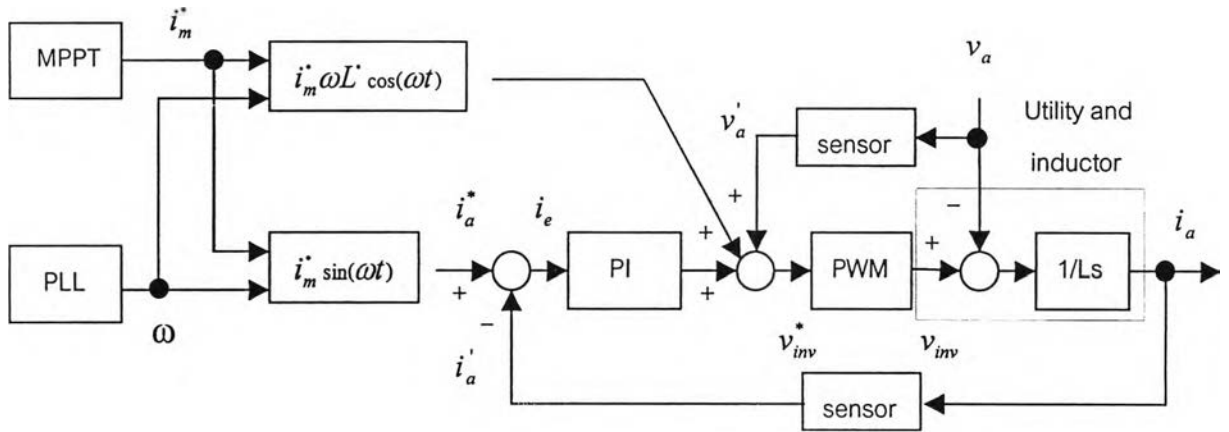 i*m
MPPT
i*m ωL* cos(ωt)
va
v'a
sensor
Utility and
inductor
+
−
i*a
ie
ia
PLL
i*m sin(ωt)
+
PI
+
+
PWM
+
1/Ls
ω
−
i'a
v*inv
vinv
sensor